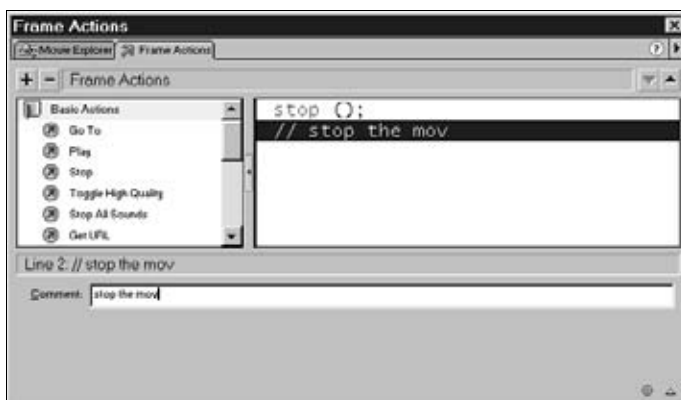 Frame Actions
Movie Explorer Frame Actions
+ - Frame Actions
Basic Actions
Go To
Play
Stop
Toggle High Quality
Stop All Sounds
Get URL
stop ();
// stop the mov
Line 2: // stop the mov
Comment: stop the mov